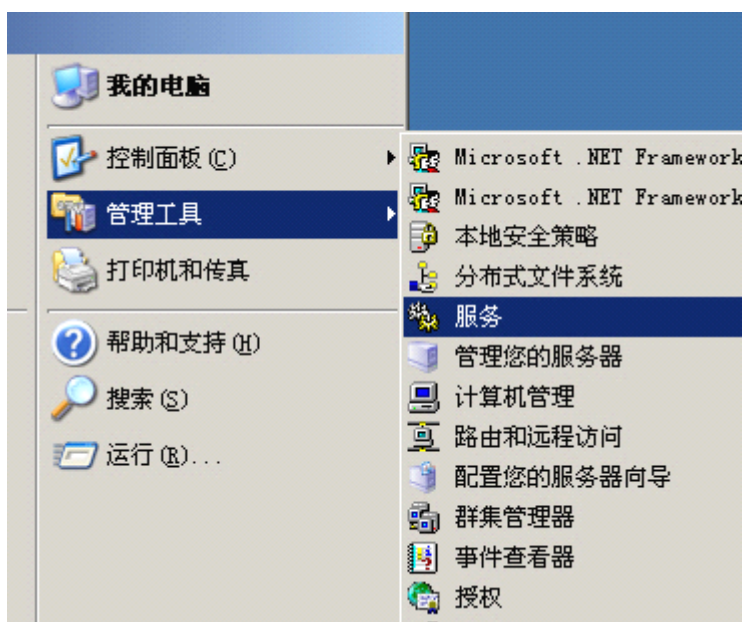 我的电脑
控制面板(C)
管理工具
打印机和传真
帮助和支持(H)
搜索(S)
运行(R)...
Microsoft .NET Framework
Microsoft .NET Framework
本地安全策略
分布式文件系统
服务
管理您的服务器
计算机管理
路由和远程访问
配置您的服务器向导
群集管理器
事件查看器
授权